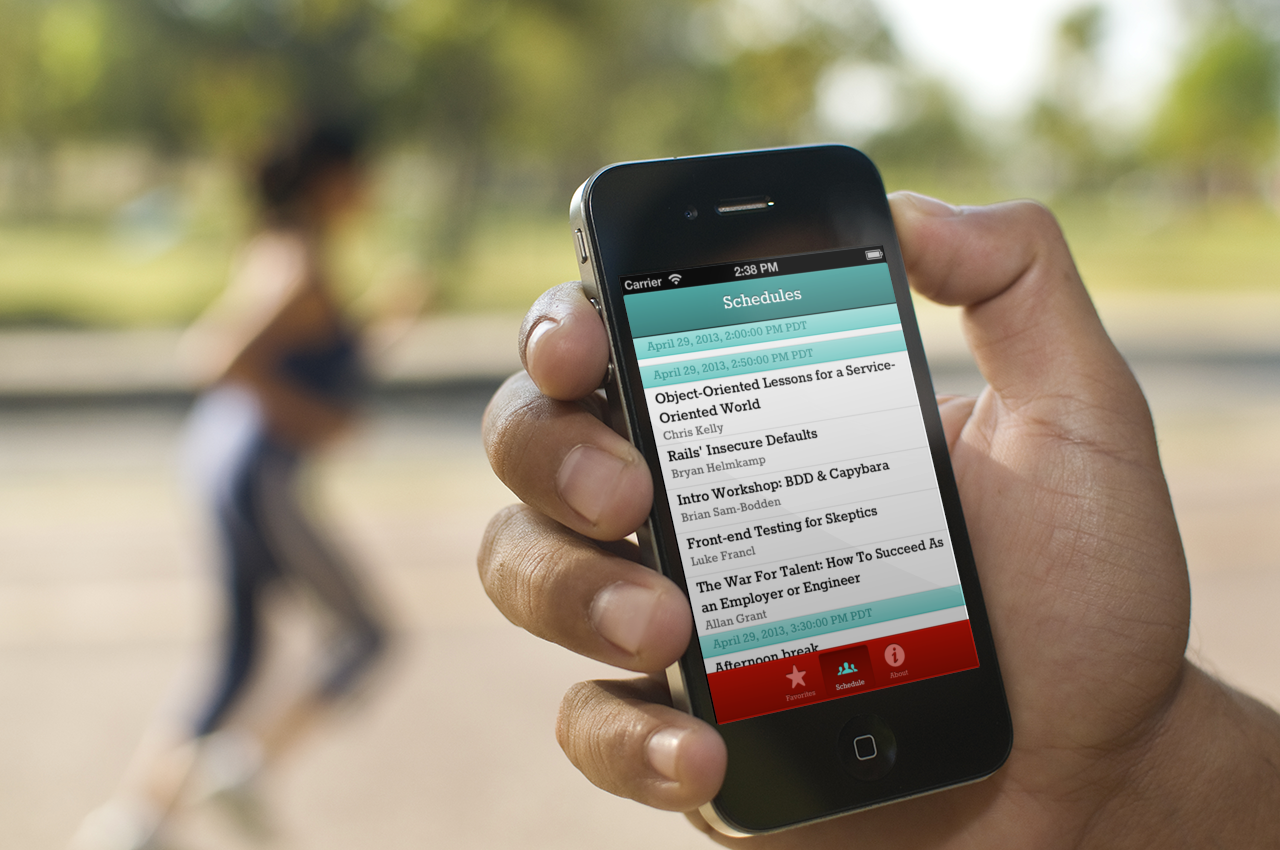 Carrier 2:38 PM
Schedules
April 29, 2013, 2:00:00 PM PDT
April 29, 2013, 2:50:00 PM PDT
Object-Oriented Lessons for a Service-
Oriented World
Chris Kelly
Rails' Insecure Defaults
Bryan Helmkamp
Intro Workshop: BDD & Capybara
Brian Sam-Bodden
Front-end Testing for Skeptics
Luke Francl
The War For Talent: How To Succeed As
an Employer or Engineer
Allan Grant
April 29, 2013, 3:30:00 PM PDT
Afternoon break
Favorites Schedule About